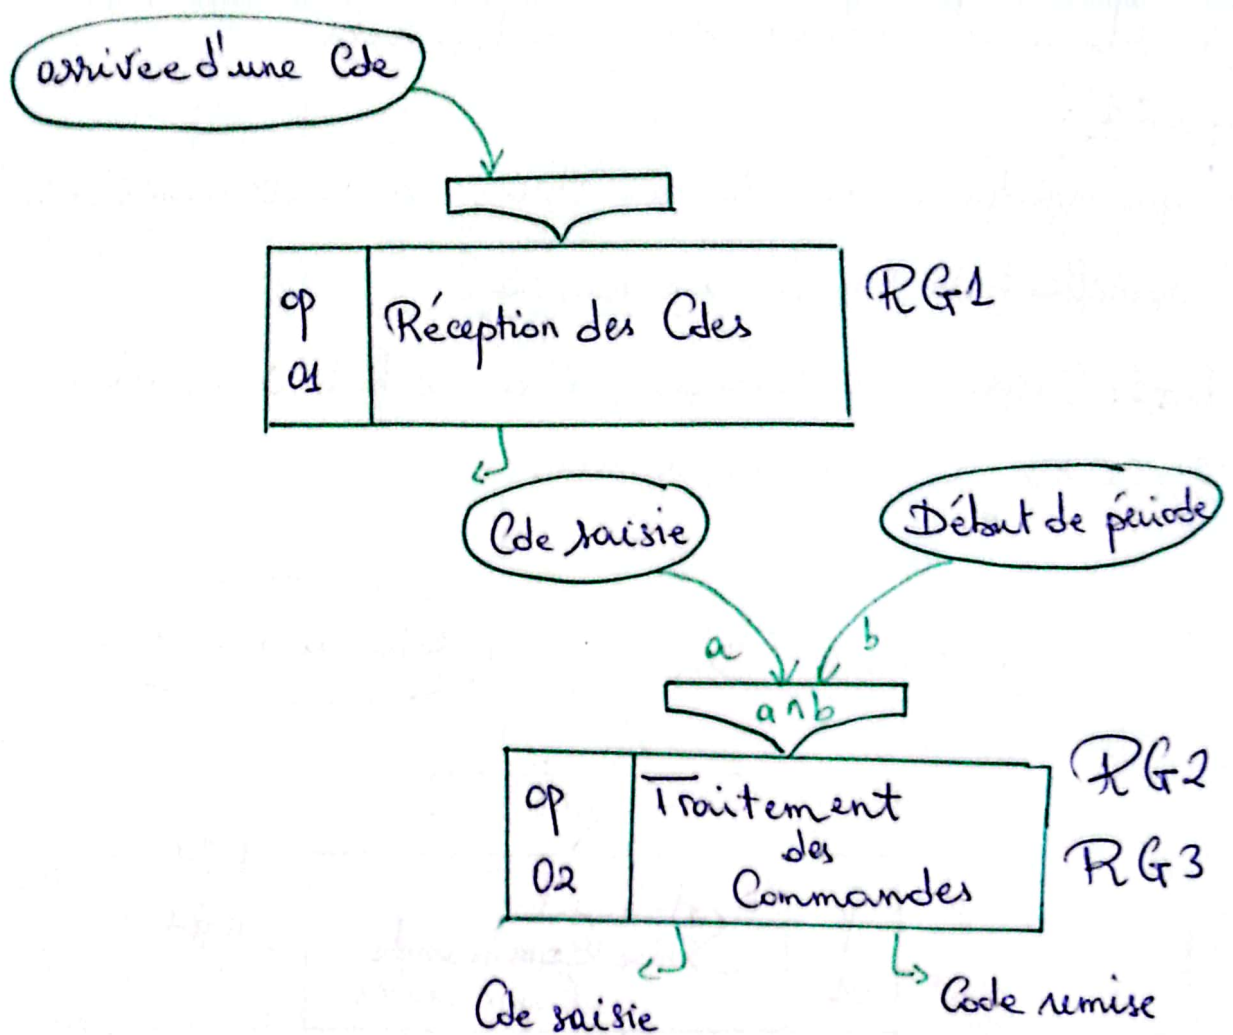 arrivée d'une Cde
op
01
Réception des Cdes
RG1
Cde saisie
Début de période
a
b
a ∩ b
op
02
Traitement
des
Commandes
RG2
RG3
Cde saisie
Code remise